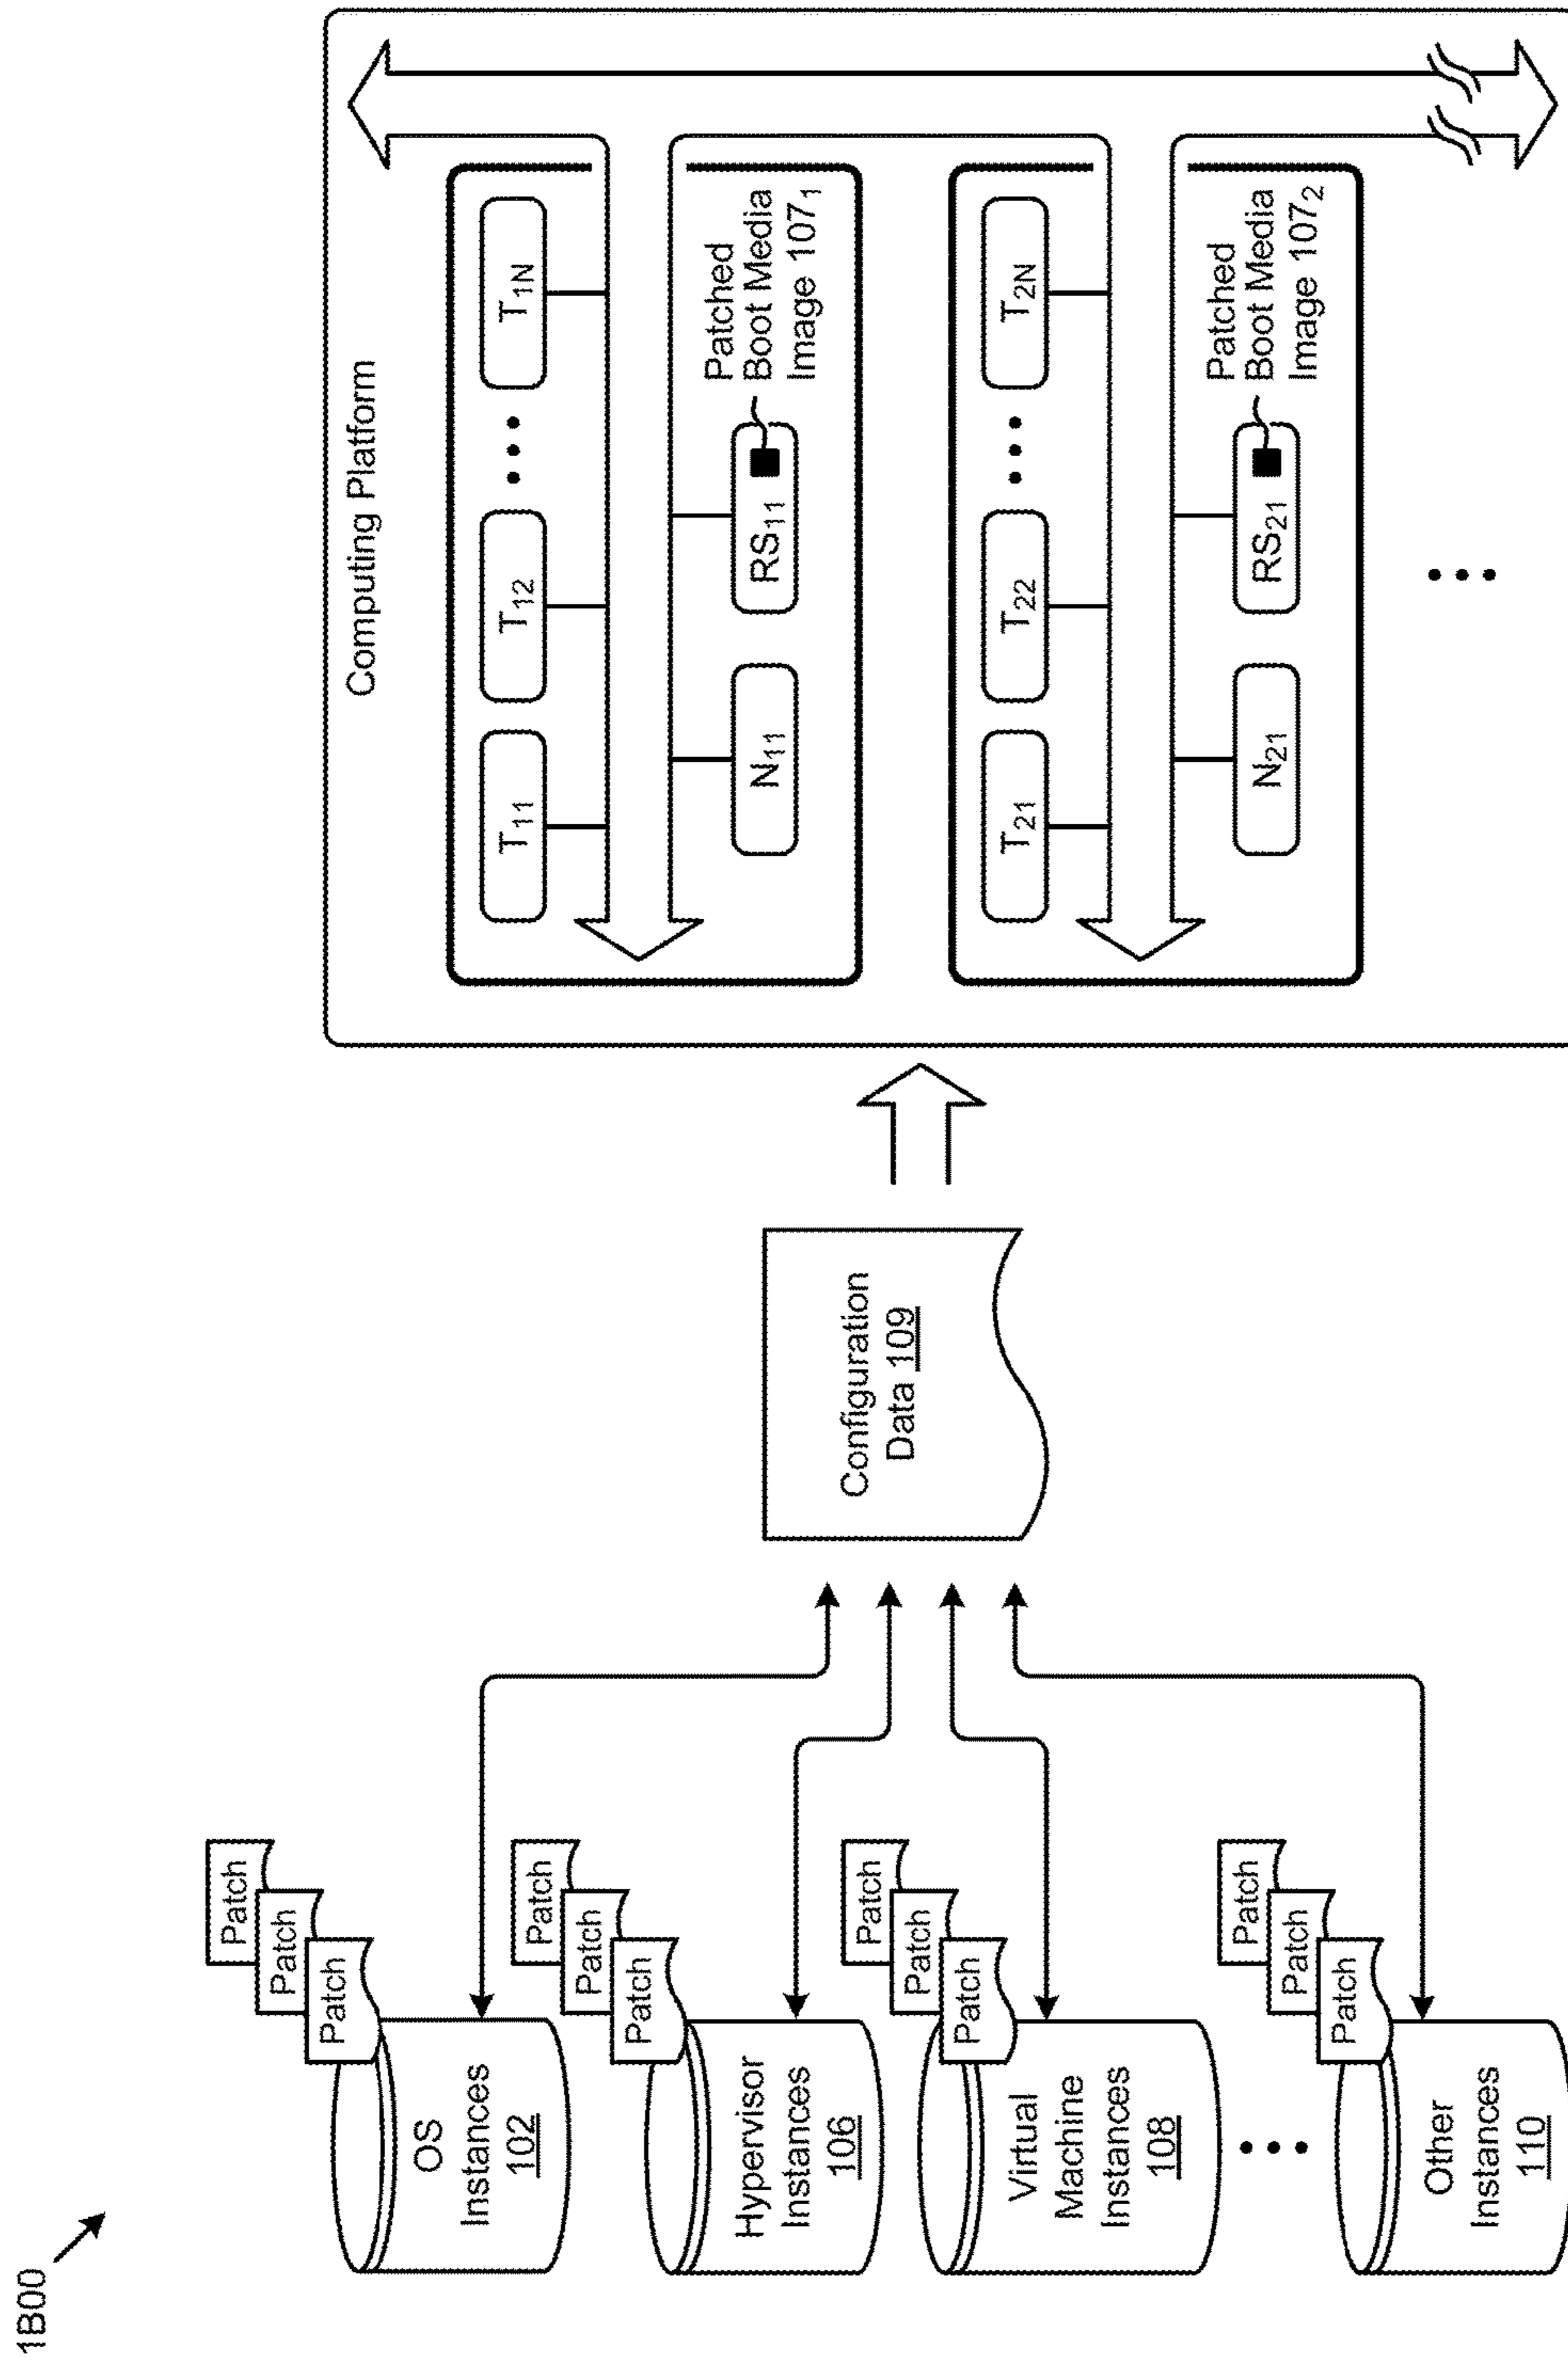 1B00
Patch
Patch
Patch
OS
Instances
102
Patch
Patch
Patch
Hypervisor
Instances
106
Patch
Patch
Patch
Virtual
Machine
Instances
108
Patch
Patch
Patch
Other
Instances
110
Configuration
Data 109
Computing Platform
T11
T12
T1N
N11
RS11
Patched
Boot Media
Image 1071
T21
T22
T2N
N21
RS21
Patched
Boot Media
Image 1072